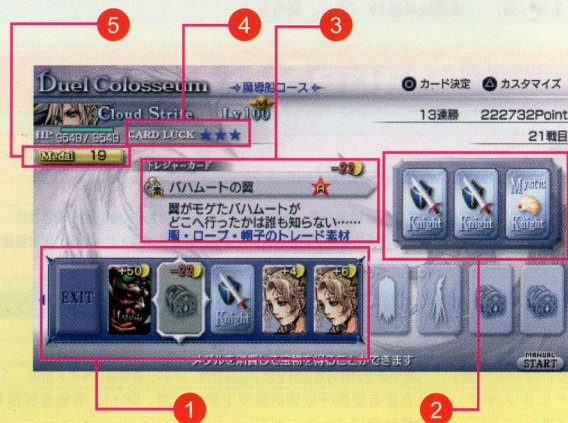 5
4
3
Duel Colosseum
魔導船コース
カード決定
カスタマイズ
Cloud Strife
Lv100
13連勝
222732Point
HP 9549/9549
CARD LUCK ★★★
21戦目
Medal 19
トレジャーカード
-22
素
バハムートの翼
A
翼がモゲたバハムートが
どこへ行ったかは誰も知らない……
服・ローブ・帽子のトレード素材
Knight
Knight
Mystic
Knight
EXIT
+50
-22
Knight
+4
+6
メダルを消費して宝物を得ることができます
MANUAL
START
1
2